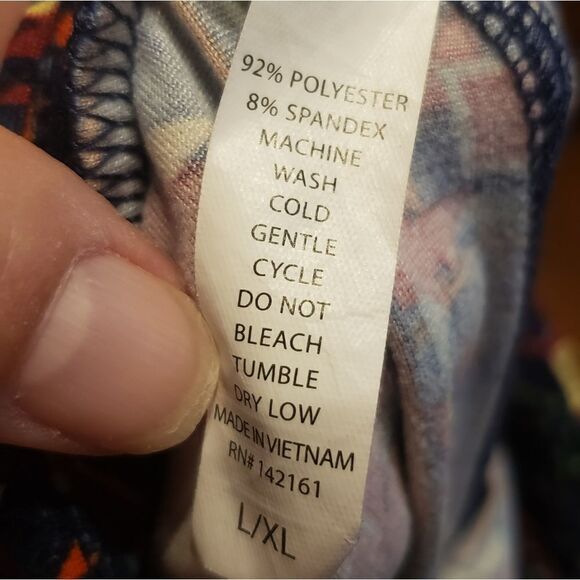 92% POLYESTER
8% SPANDEX
MACHINE
WASH
COLD
GENTLE
CYCLE
DO NOT
BLEACH
TUMBLE
DRY LOW
MADE IN VIETNAM
RN# 142161
L/XL